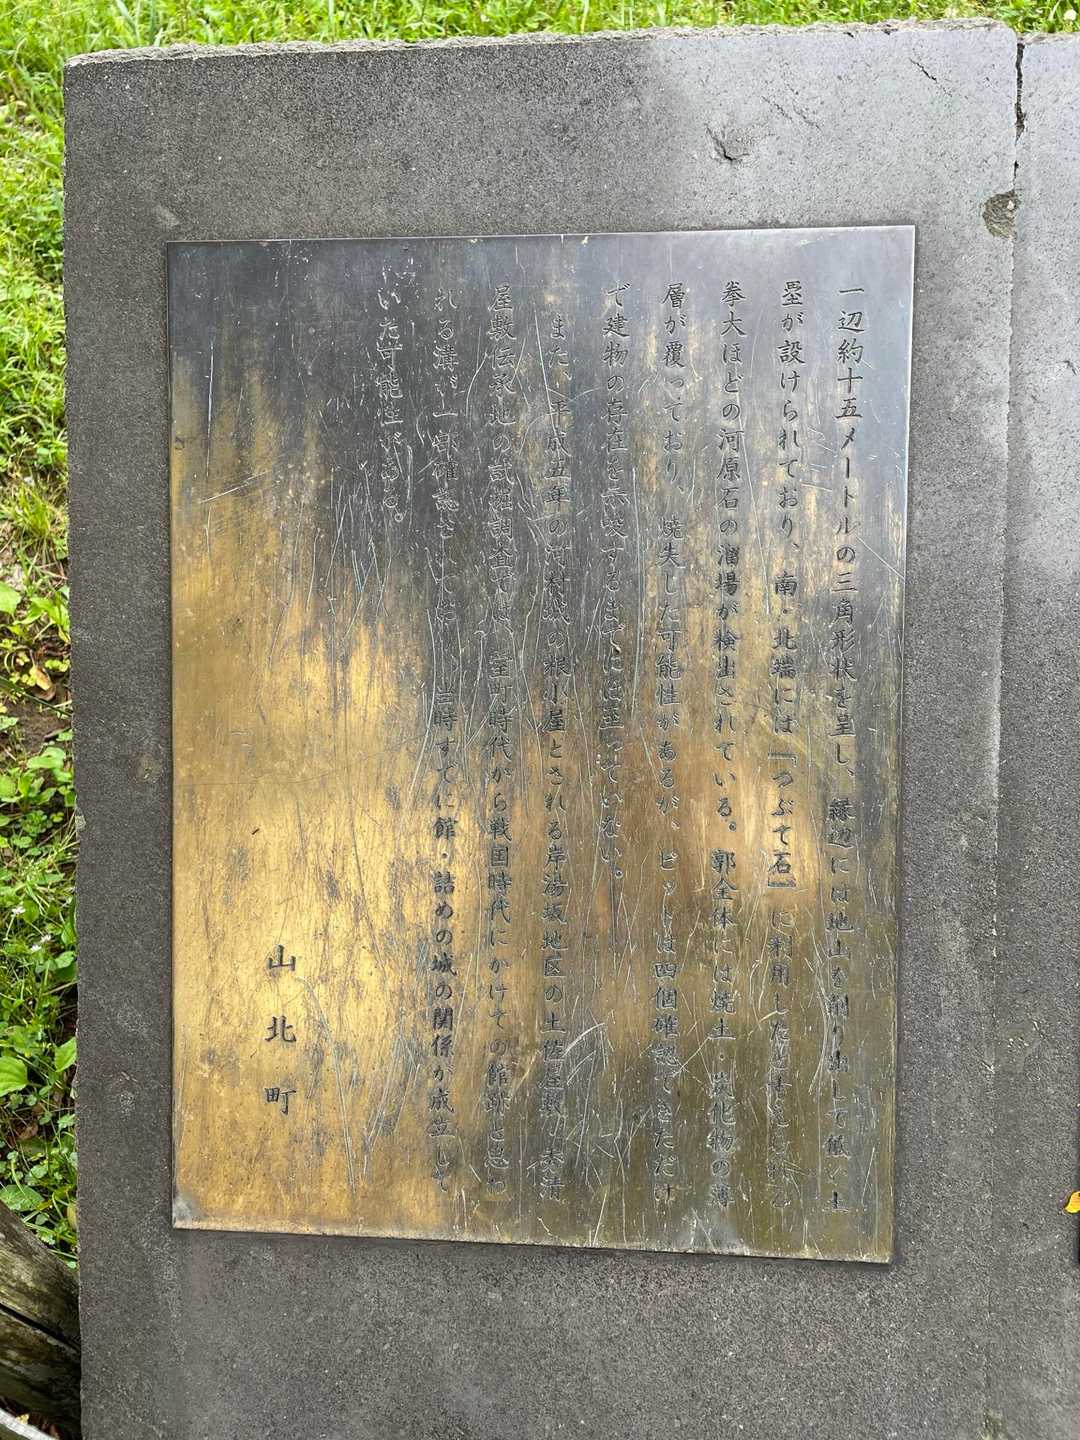 一辺約十五メートルの三角形状を呈し、縁辺には地山を削り出して低い土
塁が設けられており、南・北端には「つぶて石」に利用したと考えられる
拳大ほどの河原石の溜場が検出されている。郭全体には焼土・炭化物の薄
層が覆っており、焼失した可能性があるが、ピットは四個確認できただけ
で建物の存在を示唆するまでには至っていない。
また、平成五年の河村城の根小屋とされる岸湯坂地区の土佐屋敷・秦清
屋敷伝承地の試掘調査では、室町時代から戦国時代にかけての館跡と思わ
れる溝が一部確認されており、当時すでに館・詰めの城の関係が成立して
いた可能性がある。
山北町